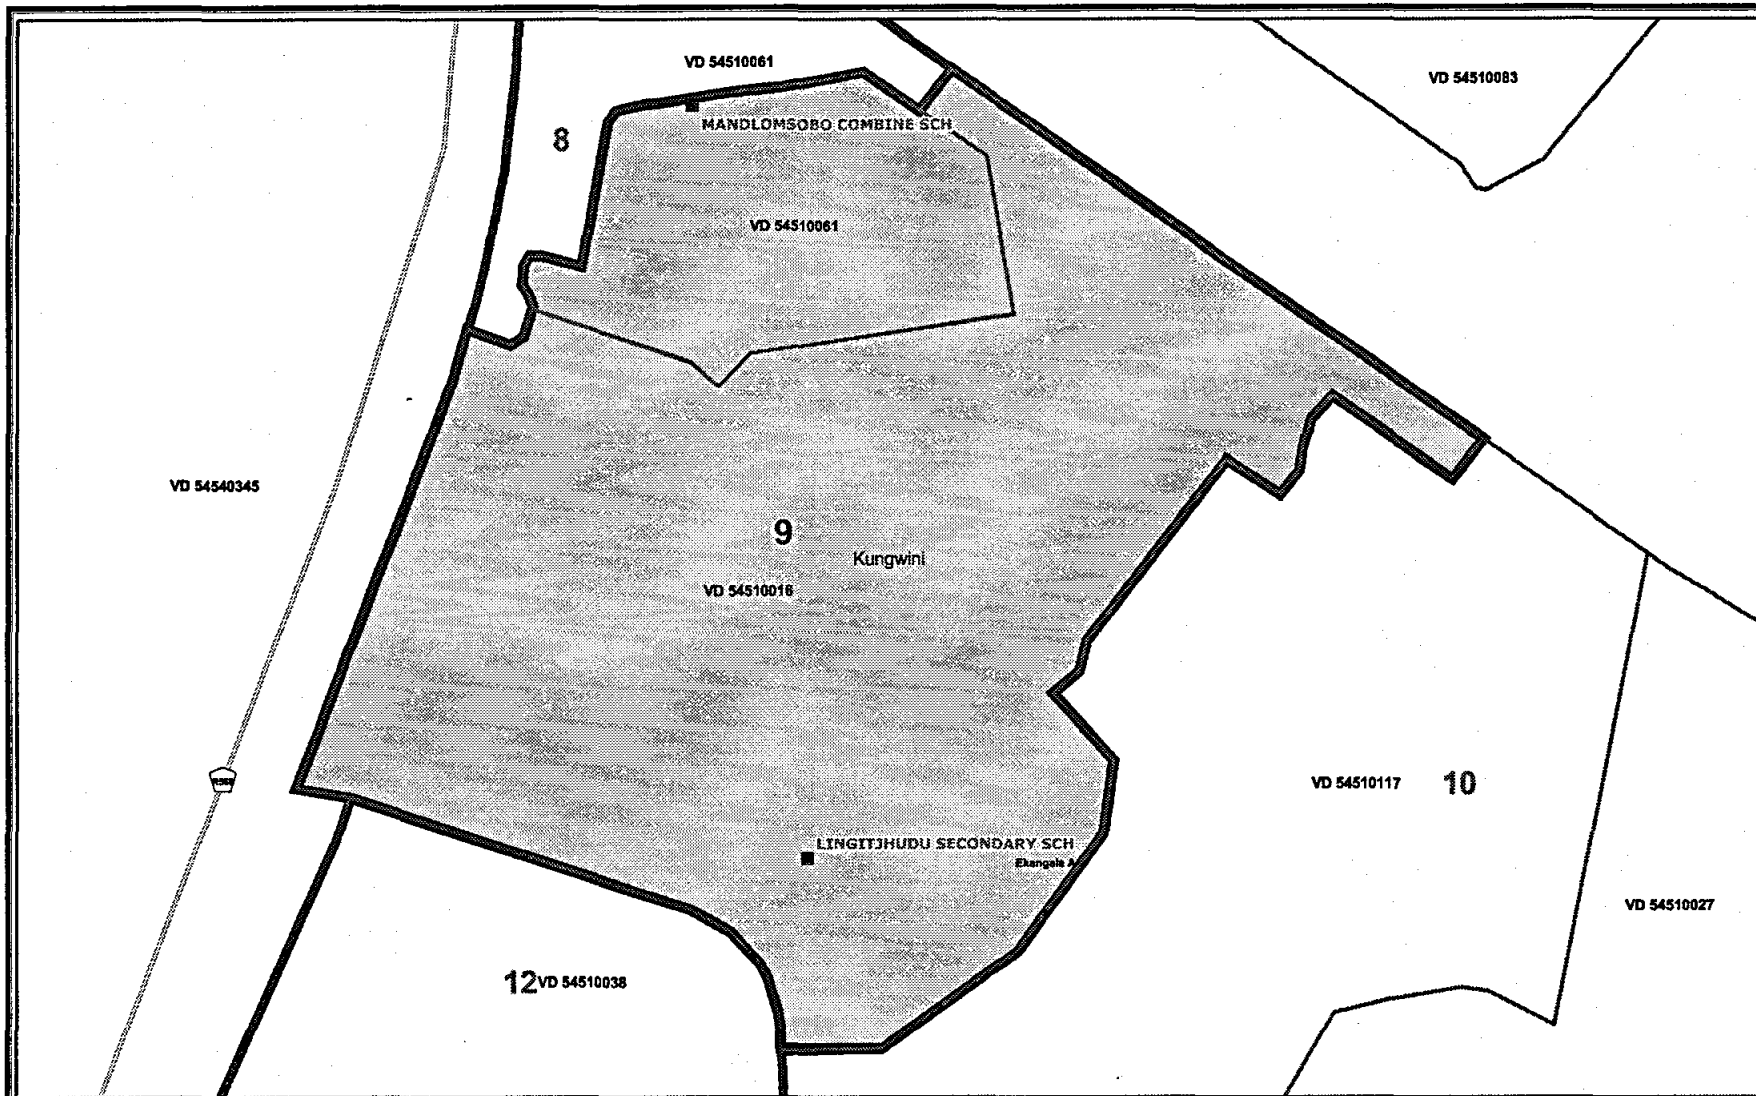 VD 54510061
VD 54510083
8
MANDLOMSOBO COMBINE SCH
VD 54510061
VD 54540345
9
Kungwini
VD 54510016
VD 54510117 10
LINGITJHUDU SECONDARY SCH
Ekangala A
VD 54510027
12 VD 54510038